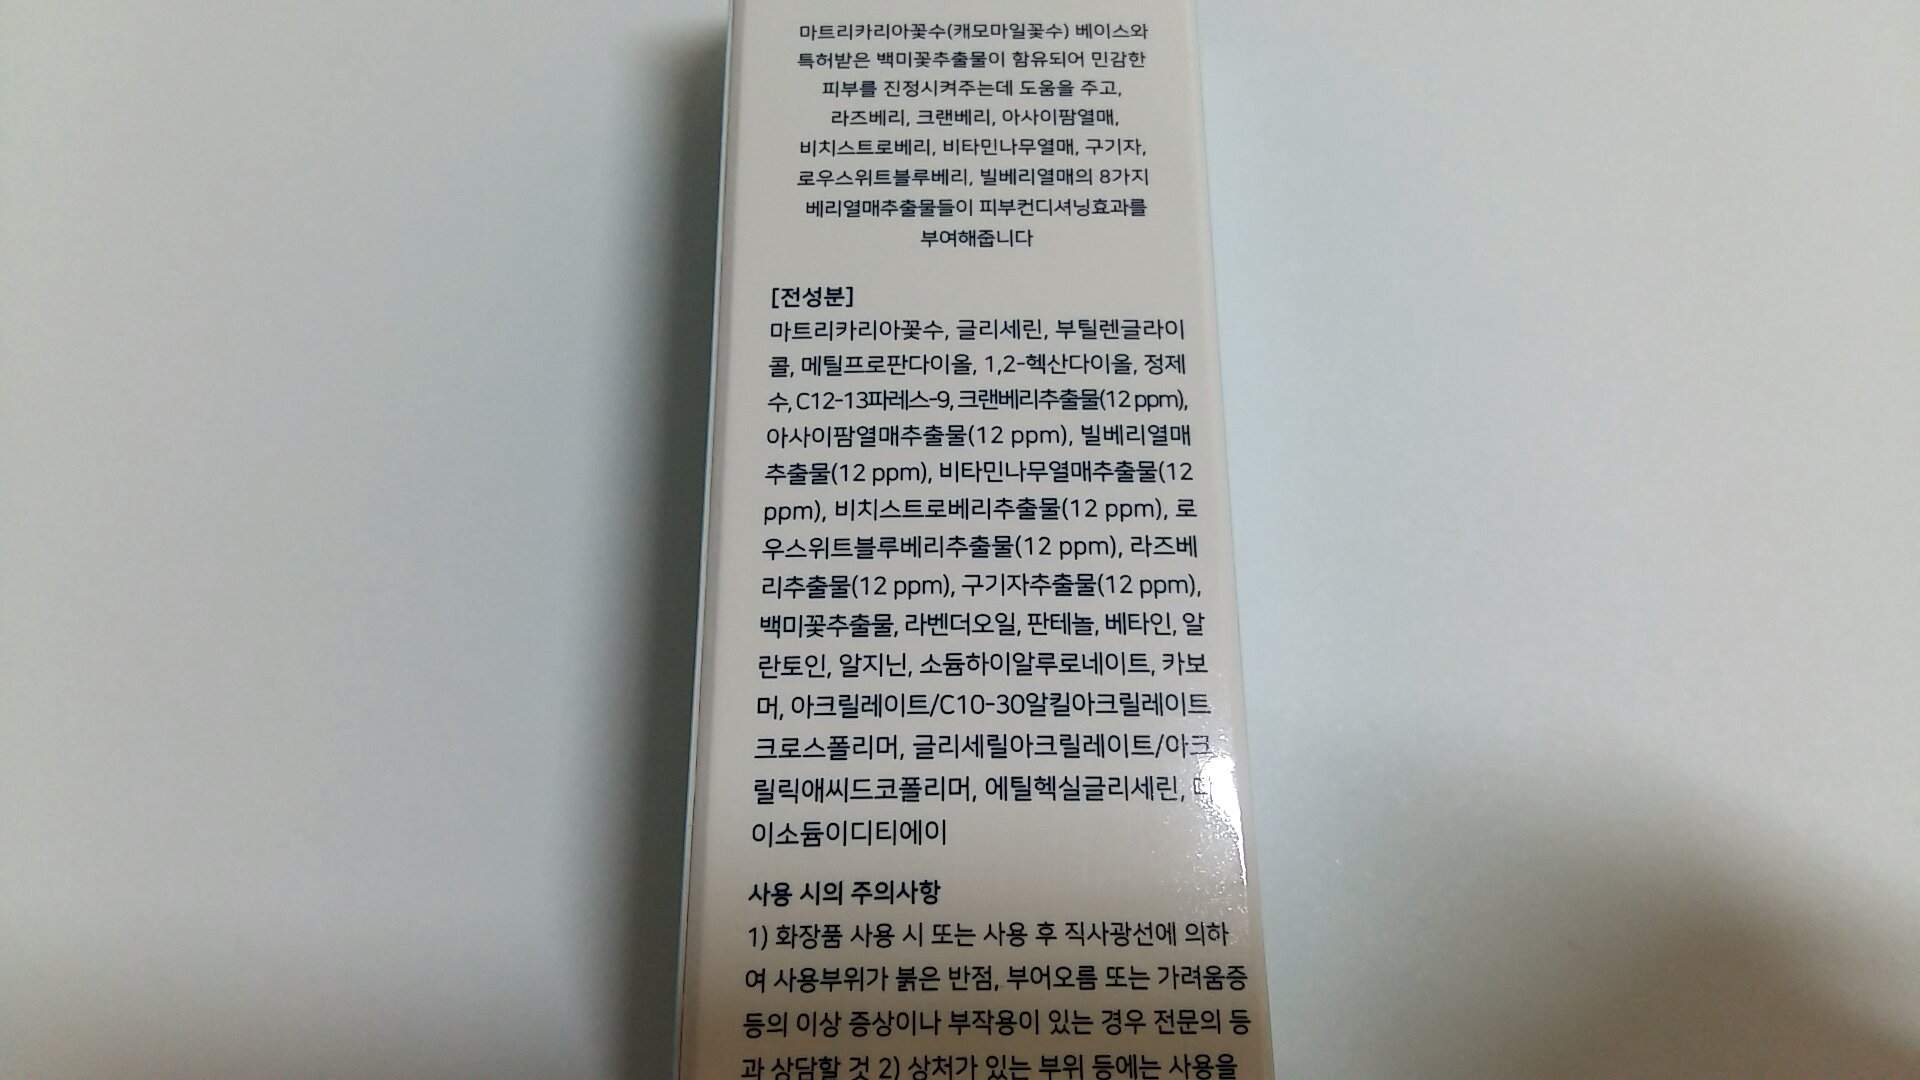 마트리카리아꽃수(캐모마일꽃수) 베이스와
특허받은 백미꽃추출물이 함유되어 민감한
피부를 진정시켜주는데 도움을 주고,
라즈베리, 크랜베리, 아사이팜열매,
비치스트로베리, 비타민나무열매, 구기자,
로우스위트블루베리, 빌베리열매의 8가지
베리열매추출물들이 피부컨디셔닝효과를
부여해줍니다
[전성분]
마트리카리아꽃수, 글리세린, 부틸렌글라이
콜, 메틸프로판다이올, 1,2-헥산다이올, 정제
수, C12-13파레스-9, 크랜베리추출물(12 ppm),
아사이팜열매추출물(12 ppm), 빌베리열매
추출물(12 ppm), 비타민나무열매추출물(12
ppm), 비치스트로베리추출물(12 ppm), 로
우스위트블루베리추출물(12 ppm), 라즈베
리추출물(12 ppm), 구기자추출물(12 ppm),
백미꽃추출물, 라벤더오일, 판테놀, 베타인, 알
란토인, 알지닌, 소듐하이알루로네이트, 카보
머, 아크릴레이트/C10-30알킬아크릴레이트
크로스폴리머, 글리세릴아크릴레이트/아크
릴릭애씨드코폴리머, 에틸헥실글리세린, 다
이소듐이디티에이
사용 시의 주의사항
1) 화장품 사용 시 또는 사용 후 직사광선에 의하
여 사용부위가 붉은 반점, 부어오름 또는 가려움증
등의 이상 증상이나 부작용이 있는 경우 전문의 등
과 상담할 것 2) 상처가 있는 부위 등에는 사용을